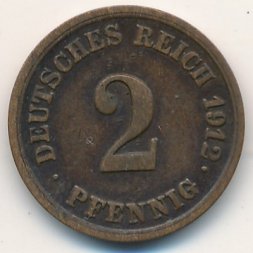 DEUTSCHES REICH 1912
2
· PFENNIG ·